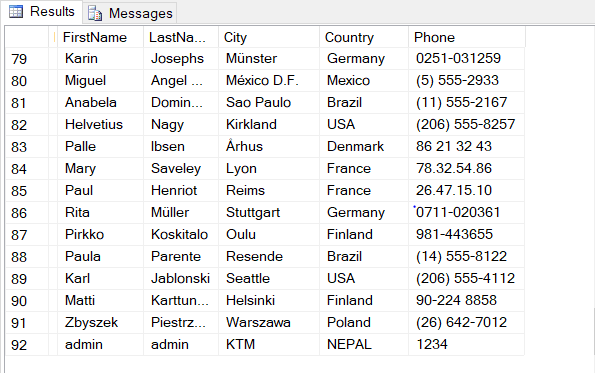 Results Messages
FirstName LastNa... City Country Phone
79 Karin Josephs Münster Germany 0251-031259
80 Miguel Angel ... México D.F. Mexico (5) 555-2933
81 Anabela Domin... Sao Paulo Brazil (11) 555-2167
82 Helvetius Nagy Kirkland USA (206) 555-8257
83 Palle Ibsen Århus Denmark 86 21 32 43
84 Mary Saveley Lyon France 78.32.54.86
85 Paul Henriot Reims France 26.47.15.10
86 Rita Müller Stuttgart Germany 0711-020361
87 Pirkko Koskitalo Oulu Finland 981-443655
88 Paula Parente Resende Brazil (14) 555-8122
89 Karl Jablonski Seattle USA (206) 555-4112
90 Matti Karttun... Helsinki Finland 90-224 8858
91 Zbyszek Piestrz... Warszawa Poland (26) 642-7012
92 admin admin KTM NEPAL 1234